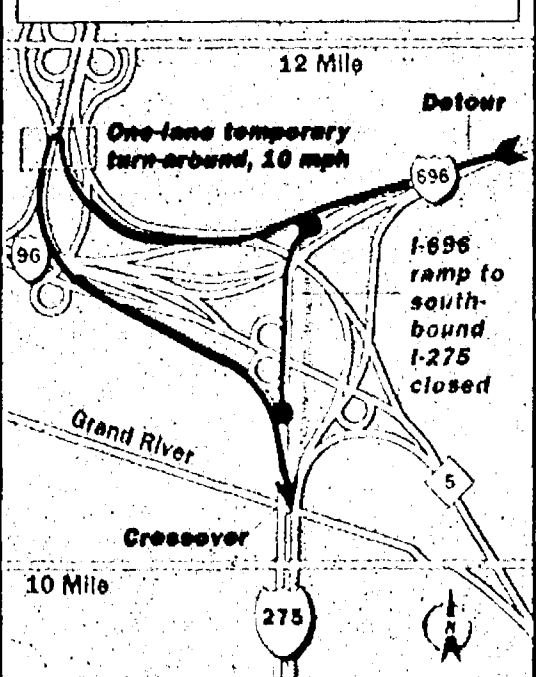 12 Mile
Detour
One-lane temporary
turn-around, 10 mph
696
96
I-696
ramp to
south-
bound
I-275
closed
Grand River
5
Crossover
10 Mile
275
N